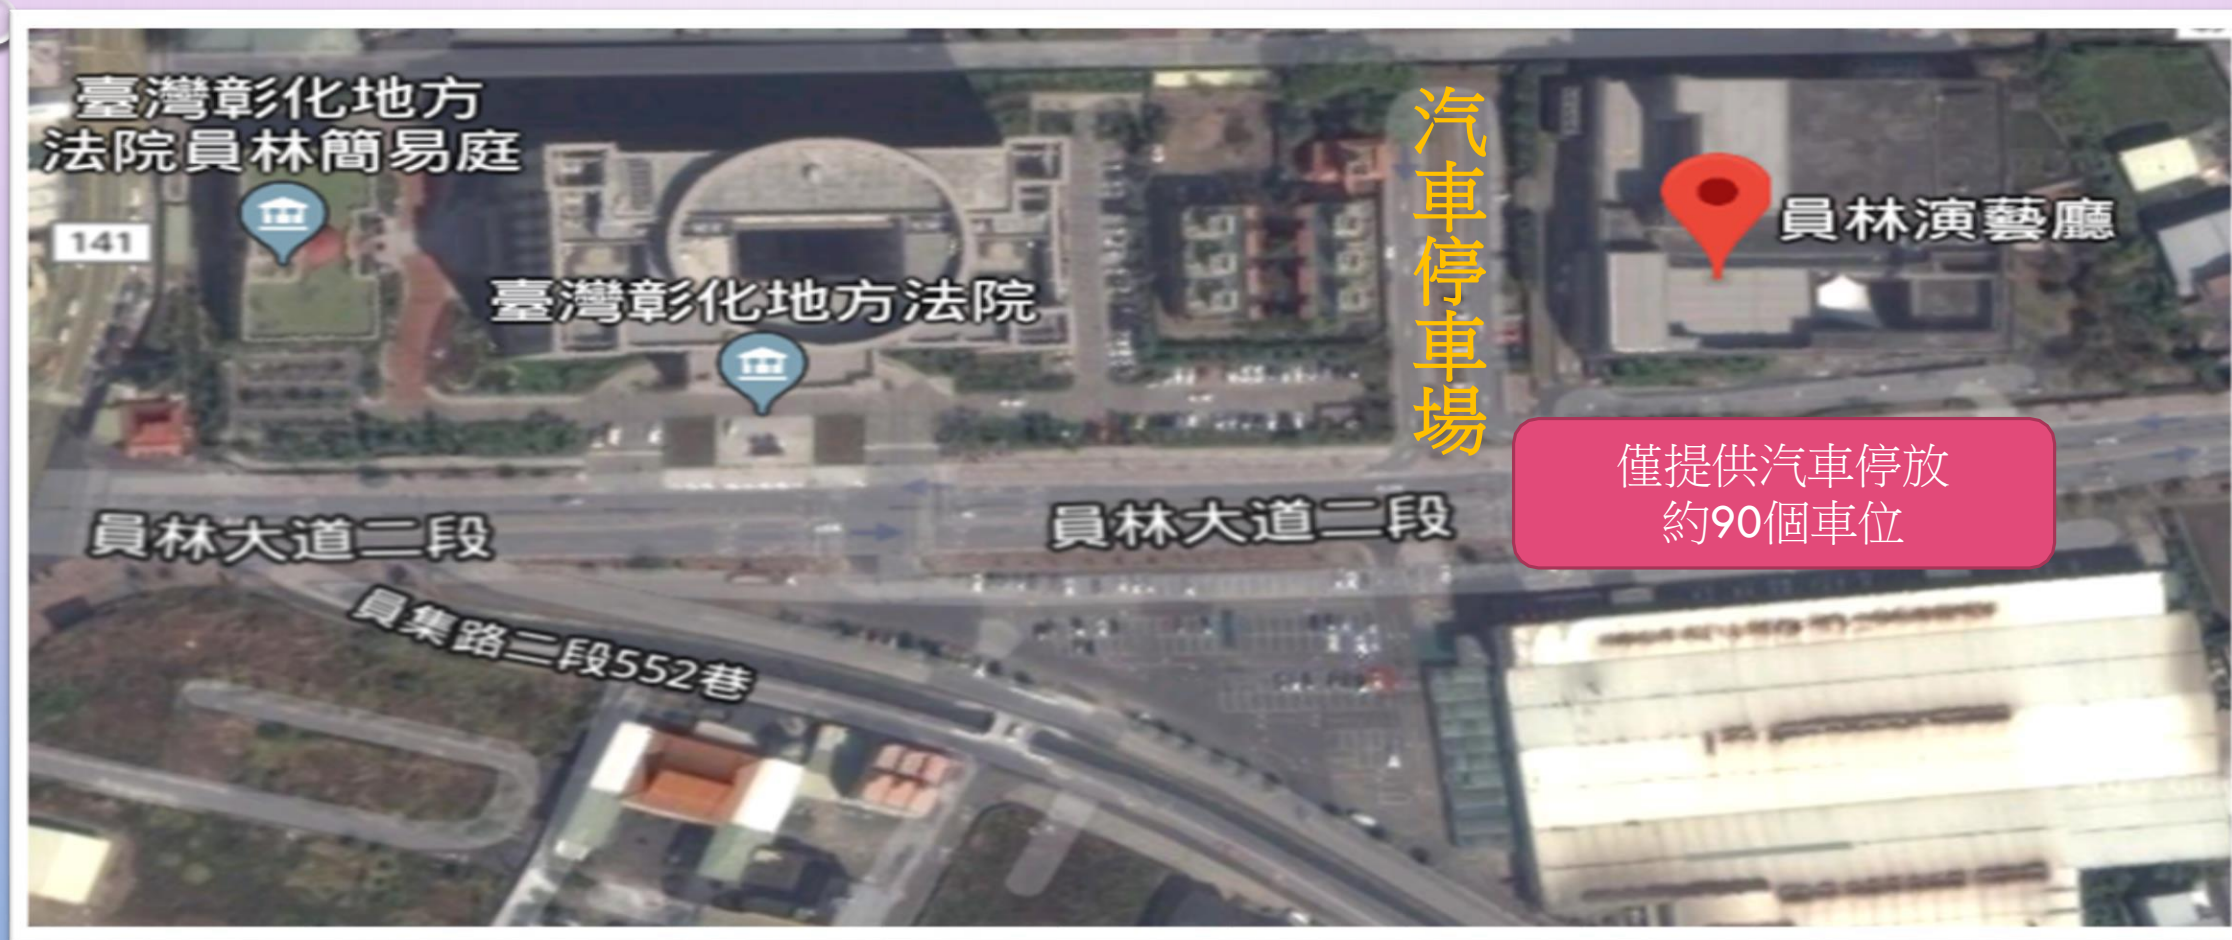 臺灣彰化地方
法院員林簡易庭
141
臺灣彰化地方法院
汽車停車場
員林演藝廳
僅提供汽車停放
約90個車位
員林大道二段
員林大道二段
員集路二段552巷